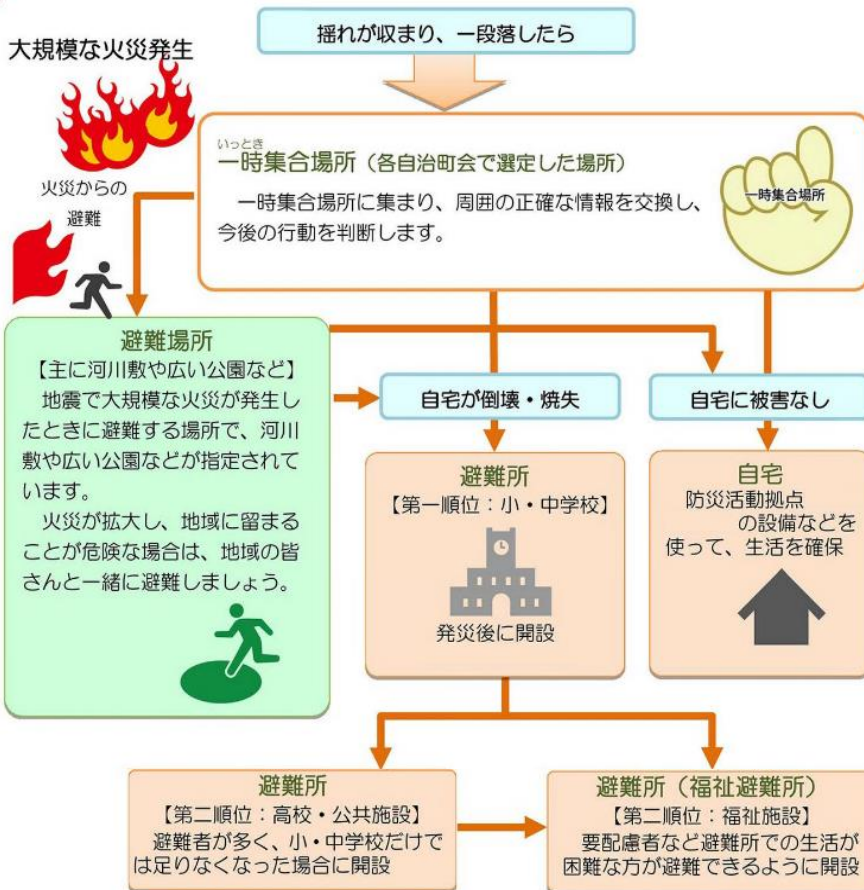 揺れが収まり、一段落したら
大規模な火災発生
火災からの
避難
いっとき
一時集合場所（各自治町会で選定した場所）
一時集合場所に集まり、周囲の正確な情報を交換し、
今後の行動を判断します。
一時集合場所
避難場所
【主に河川敷や広い公園など】
地震で大規模な火災が発生し
たときに避難する場所で、河川
敷や広い公園などが指定されて
います。
火災が拡大し、地域に留まる
ことが危険な場合は、地域の皆
さんと一緒に避難しましょう。
自宅が倒壊・焼失
自宅に被害なし
避難所
【第一順位：小・中学校】
発災後に開設
自宅
防災活動拠点
の設備などを
使って、生活を確保
避難所
【第二順位：高校・公共施設】
避難者が多く、小・中学校だけで
は足りなくなった場合に開設
避難所（福祉避難所）
【第二順位：福祉施設】
要配慮者など避難所での生活が
困難な方が避難できるように開設